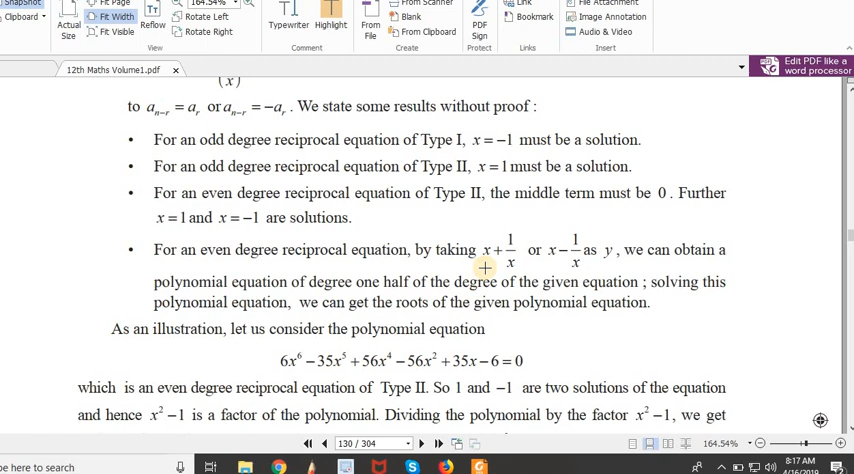 SnapShot
Clipboard
Actual Size
Fit Page
Fit Width
Fit Visible
Reflow
164.54%
Rotate Left
Rotate Right
View
Typewriter
Highlight
Comment
From File
From Scanner
Blank
From Clipboard
Create
PDF Sign
Protect
Link
Bookmark
Links
File Attachment
Image Annotation
Audio & Video
Insert
12th Maths Volume1.pdf ×
Edit PDF like a
word processor
(x)
to aₙ₋ᵣ = aᵣ or aₙ₋ᵣ = −aᵣ. We state some results without proof :
• For an odd degree reciprocal equation of Type I, x = −1 must be a solution.
• For an odd degree reciprocal equation of Type II, x = 1 must be a solution.
• For an even degree reciprocal equation of Type II, the middle term must be 0. Further
x = 1 and x = −1 are solutions.
• For an even degree reciprocal equation, by taking x + 1/x or x − 1/x as y, we can obtain a
polynomial equation of degree one half of the degree of the given equation ; solving this
polynomial equation, we can get the roots of the given polynomial equation.
As an illustration, let us consider the polynomial equation
6x⁶ − 35x⁵ + 56x⁴ − 56x² + 35x − 6 = 0
which is an even degree reciprocal equation of Type II. So 1 and −1 are two solutions of the equation
and hence x² − 1 is a factor of the polynomial. Dividing the polynomial by the factor x² − 1, we get
130 / 304
164.54%
pe here to search
8:17 AM
4/16/2019